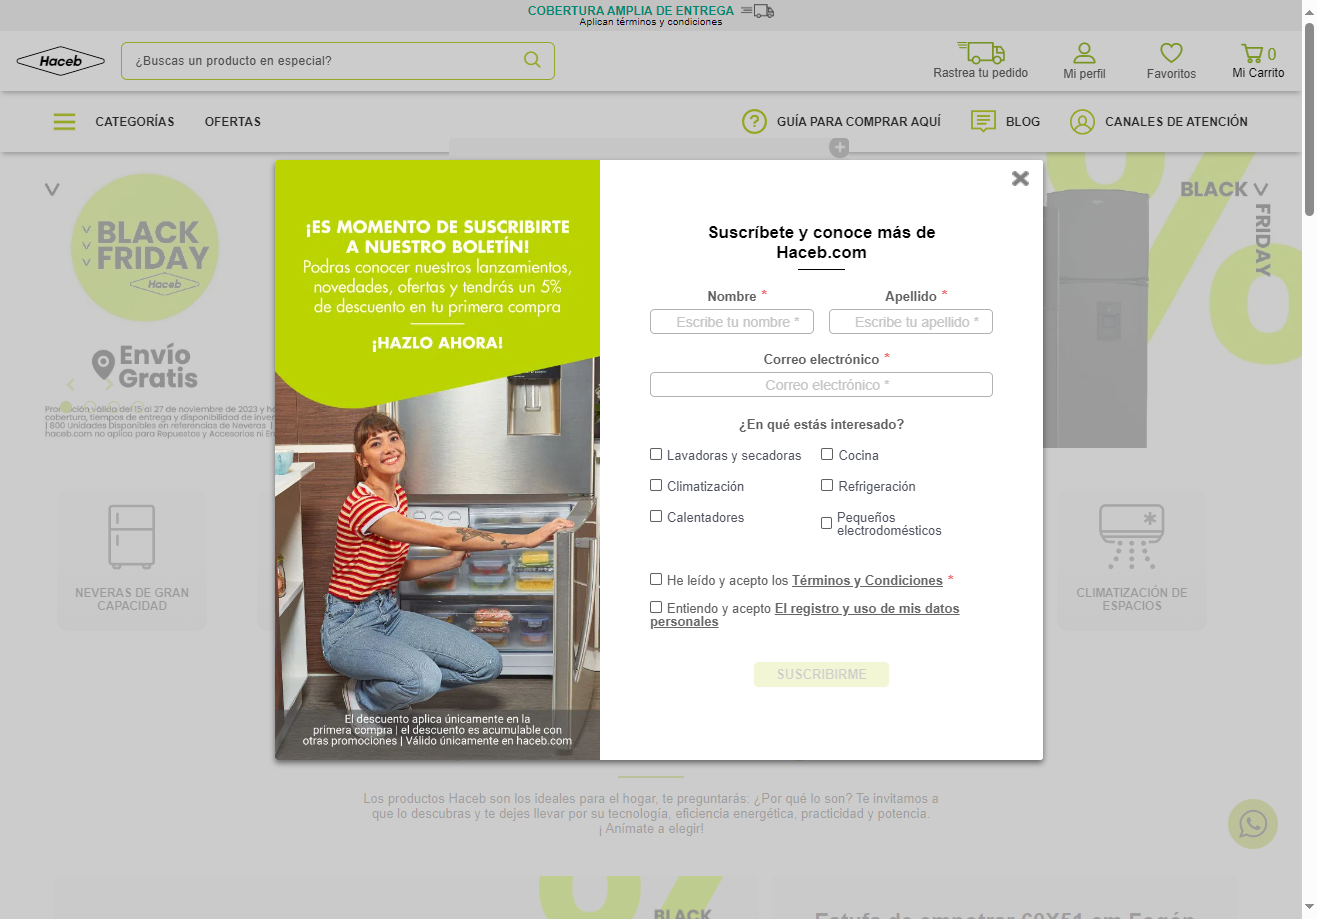 COBERTURA AMPLIA DE ENTREGA
Aplican términos y condiciones
Haceb
¿Buscas un producto en especial?
Rastrea tu pedido
Mi perfil
Favoritos
0
Mi Carrito
CATEGORÍAS
OFERTAS
GUÍA PARA COMPRAR AQUÍ
BLOG
CANALES DE ATENCIÓN
BLACK
FRIDAY
Haceb
Envío
Gratis
Promoción válida del 15 al 27 de noviembre de 2023 y
cobertura, tiempos de entrega y disponibilidad de
| 800 Unidades Disponibles en referencias de Neveras |
haceb.com no aplica para Repuestos y Accesorios ni
¡ES MOMENTO DE SUSCRIBIRTE
A NUESTRO BOLETÍN!
Podras conocer nuestros lanzamientos,
novedades, ofertas y tendrás un 5%
de descuento en tu primera compra
¡HAZLO AHORA!
El descuento aplica únicamente en la
primera compra | el descuento es acumulable con
otras promociones | Válido únicamente en haceb.com
Suscríbete y conoce más de
Haceb.com
Nombre *
Apellido *
Escribe tu nombre *
Escribe tu apellido *
Correo electrónico *
Correo electrónico *
¿En qué estás interesado?
Lavadoras y secadoras
Cocina
Climatización
Refrigeración
Calentadores
Pequeños
electrodomésticos
He leído y acepto los Términos y Condiciones *
Entiendo y acepto El registro y uso de mis datos
personales
SUSCRIBIRME
BLACK
FRIDAY
NEVERAS DE GRAN
CAPACIDAD
CLIMATIZACIÓN DE
ESPACIOS
Los productos Haceb son los ideales para el hogar, te preguntarás: ¿Por qué lo son? Te invitamos a
que lo descubras y te dejes llevar por su tecnología, eficiencia energética, practicidad y potencia.
¡ Anímate a elegir!
BLACK
Estufa de empotrar 60X51 cm Fogón